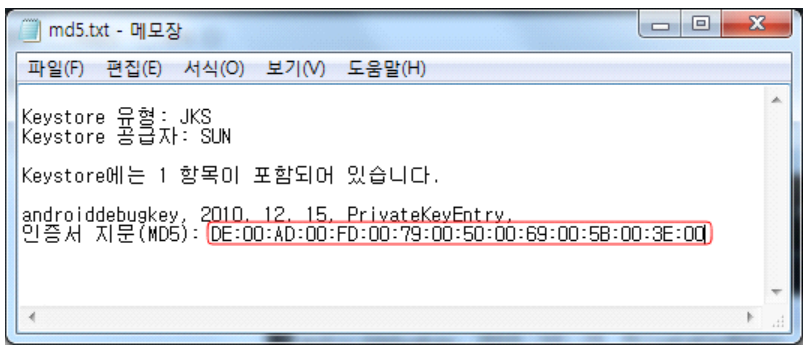 md5.txt - 메모장
파일(F) 편집(E) 서식(O) 보기(V) 도움말(H)
Keystore 유형: JKS
Keystore 공급자: SUN
Keystore에는 1 항목이 포함되어 있습니다.
androiddebugkey, 2010. 12. 15, PrivateKeyEntry,
인증서 지문(MD5): DE:00:AD:00:FD:00:79:00:50:00:69:00:5B:00:3E:00